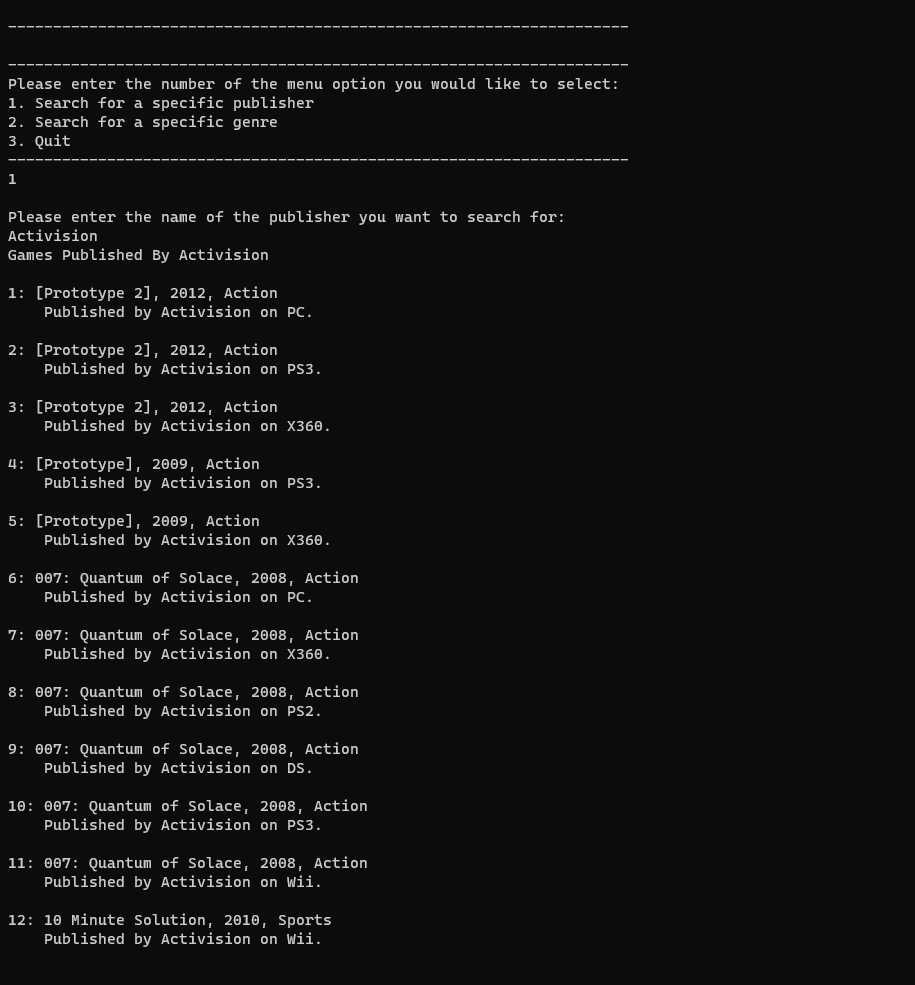 _____________________________________________________________________
_____________________________________________________________________
Please enter the number of the menu option you would like to select:
1. Search for a specific publisher
2. Search for a specific genre
3. Quit
_____________________________________________________________________
1
Please enter the name of the publisher you want to search for:
Activision
Games Published By Activision
1: [Prototype 2], 2012, Action
Published by Activision on PC.
2: [Prototype 2], 2012, Action
Published by Activision on PS3.
3: [Prototype 2], 2012, Action
Published by Activision on X360.
4: [Prototype], 2009, Action
Published by Activision on PS3.
5: [Prototype], 2009, Action
Published by Activision on X360.
6: 007: Quantum of Solace, 2008, Action
Published by Activision on PC.
7: 007: Quantum of Solace, 2008, Action
Published by Activision on X360.
8: 007: Quantum of Solace, 2008, Action
Published by Activision on PS2.
9: 007: Quantum of Solace, 2008, Action
Published by Activision on DS.
10: 007: Quantum of Solace, 2008, Action
Published by Activision on PS3.
11: 007: Quantum of Solace, 2008, Action
Published by Activision on Wii.
12: 10 Minute Solution, 2010, Sports
Published by Activision on Wii.